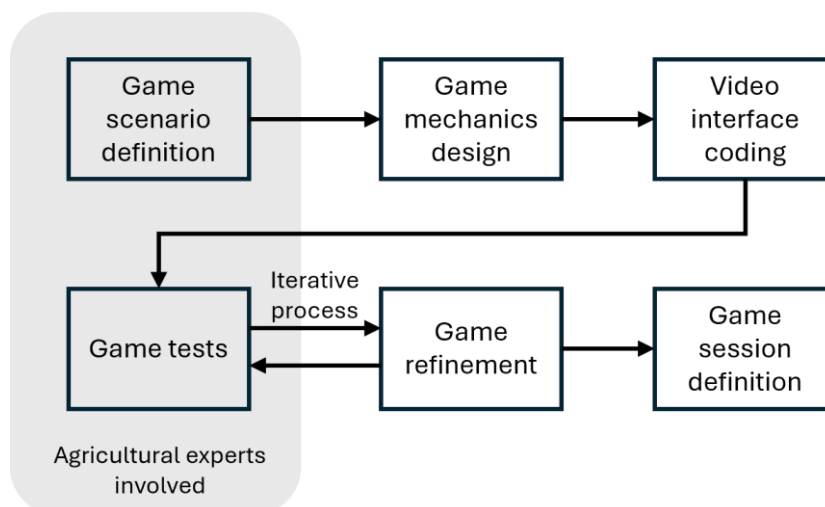 Game
scenario
definition
Game
mechanics
design
Video
interface
coding
Iterative
process
Game tests
Game
refinement
Game
session
definition
Agricultural experts
involved